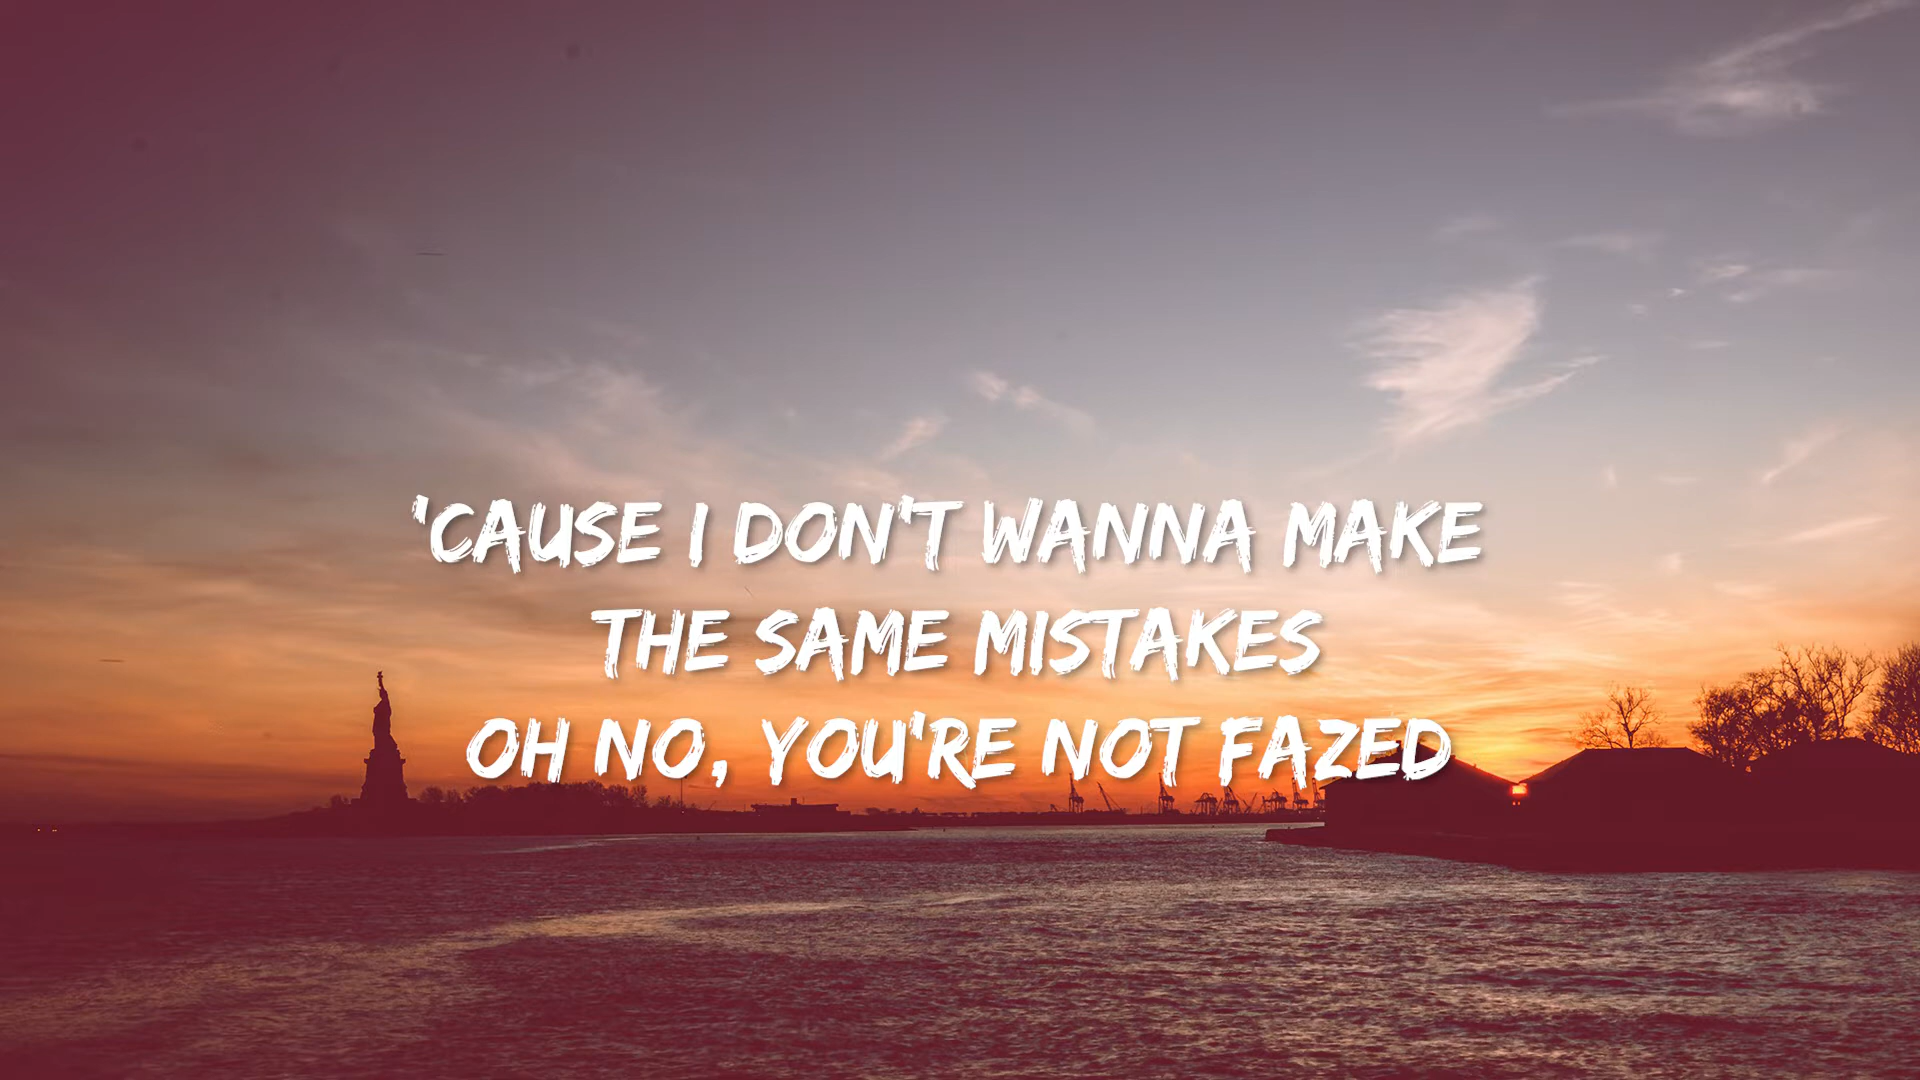 'CAUSE I DON'T WANNA MAKE
THE SAME MISTAKES
OH NO, YOU'RE NOT FAZED